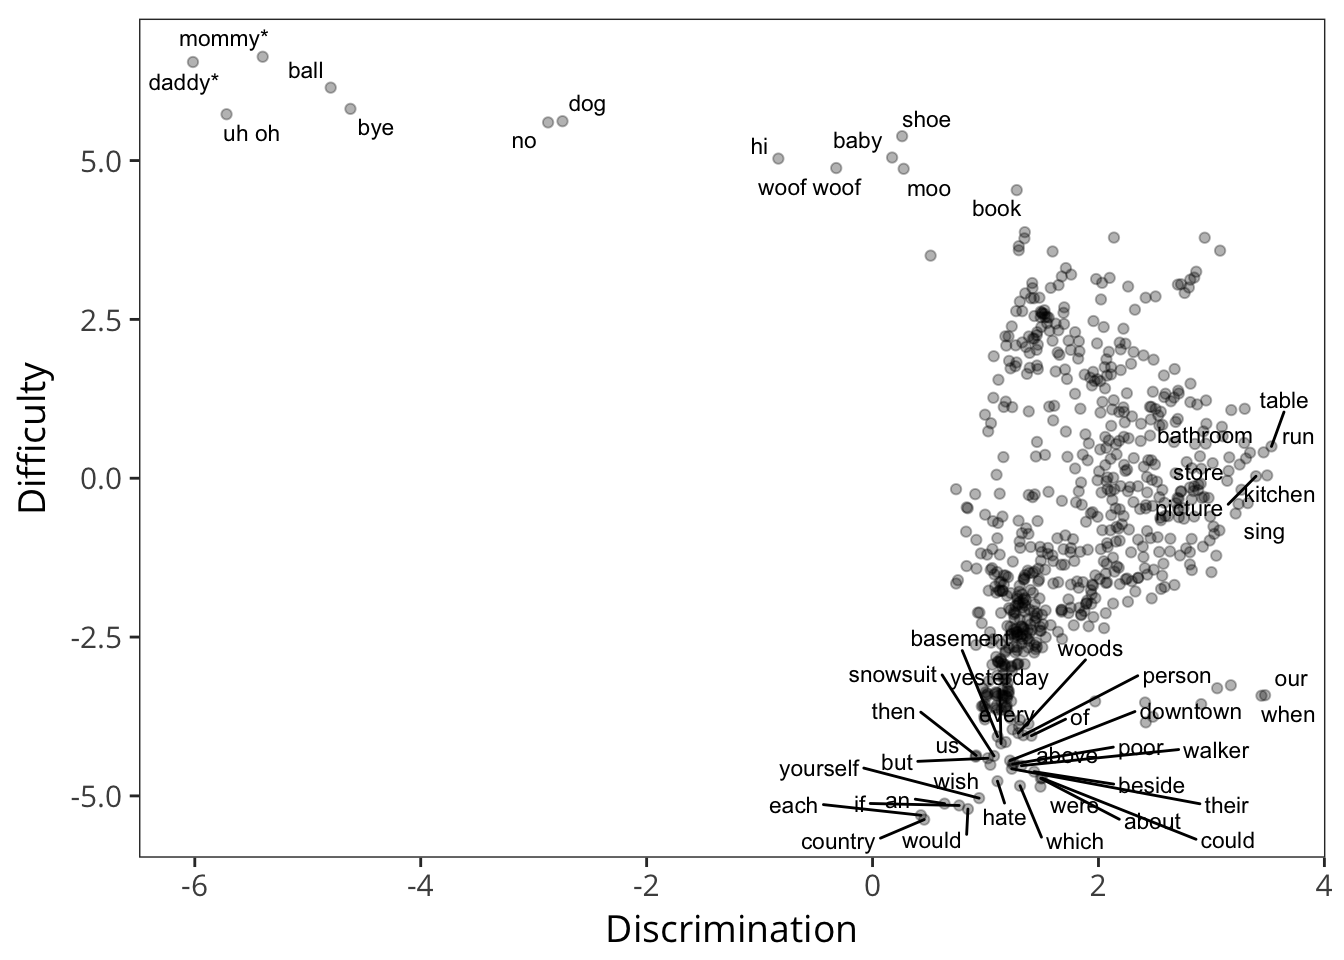 mommy*
daddy*
ball
uh oh
bye
dog
no
shoe
hi
baby
woof woof
moo
book
5.0
2.5
0.0
-2.5
-5.0
Difficulty
table
bathroom
run
store
kitchen
picture
sing
basement
woods
snowsuit
yesterday
person
our
then
every
of
downtown
when
us
above
poor
walker
but
yourself
wish
beside
each
if
an
were
their
hate
about
country
would
which
could
-6
-4
-2
0
2
4
Discrimination